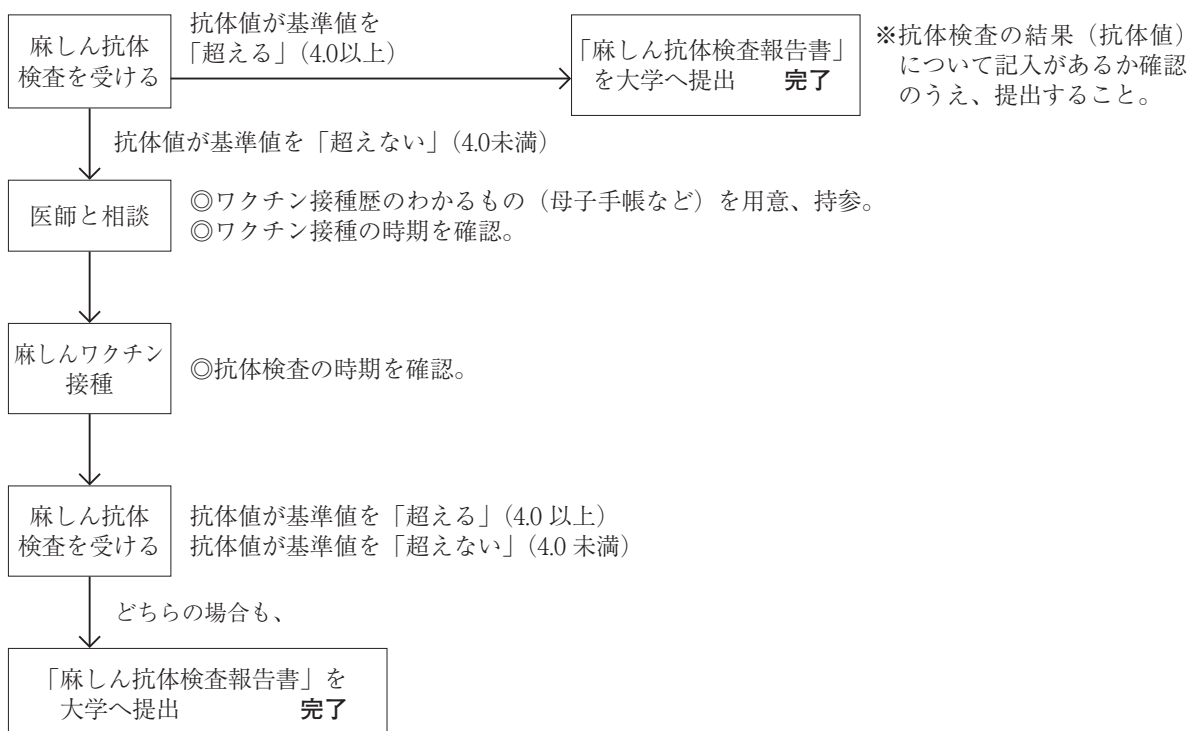 麻しん抗体
検査を受ける
抗体値が基準値を
「超える」（4.0以上）
「麻しん抗体検査報告書」
を大学へ提出　完了
※抗体検査の結果（抗体値）
について記入があるか確認
のうえ、提出すること。
抗体値が基準値を「超えない」（4.0未満）
医師と相談
◎ワクチン接種歴のわかるもの（母子手帳など）を用意、持参。
◎ワクチン接種の時期を確認。
麻しんワクチン
接種
◎抗体検査の時期を確認。
麻しん抗体
検査を受ける
抗体値が基準値を「超える」（4.0 以上）
抗体値が基準値を「超えない」（4.0 未満）
どちらの場合も、
「麻しん抗体検査報告書」を
大学へ提出　完了